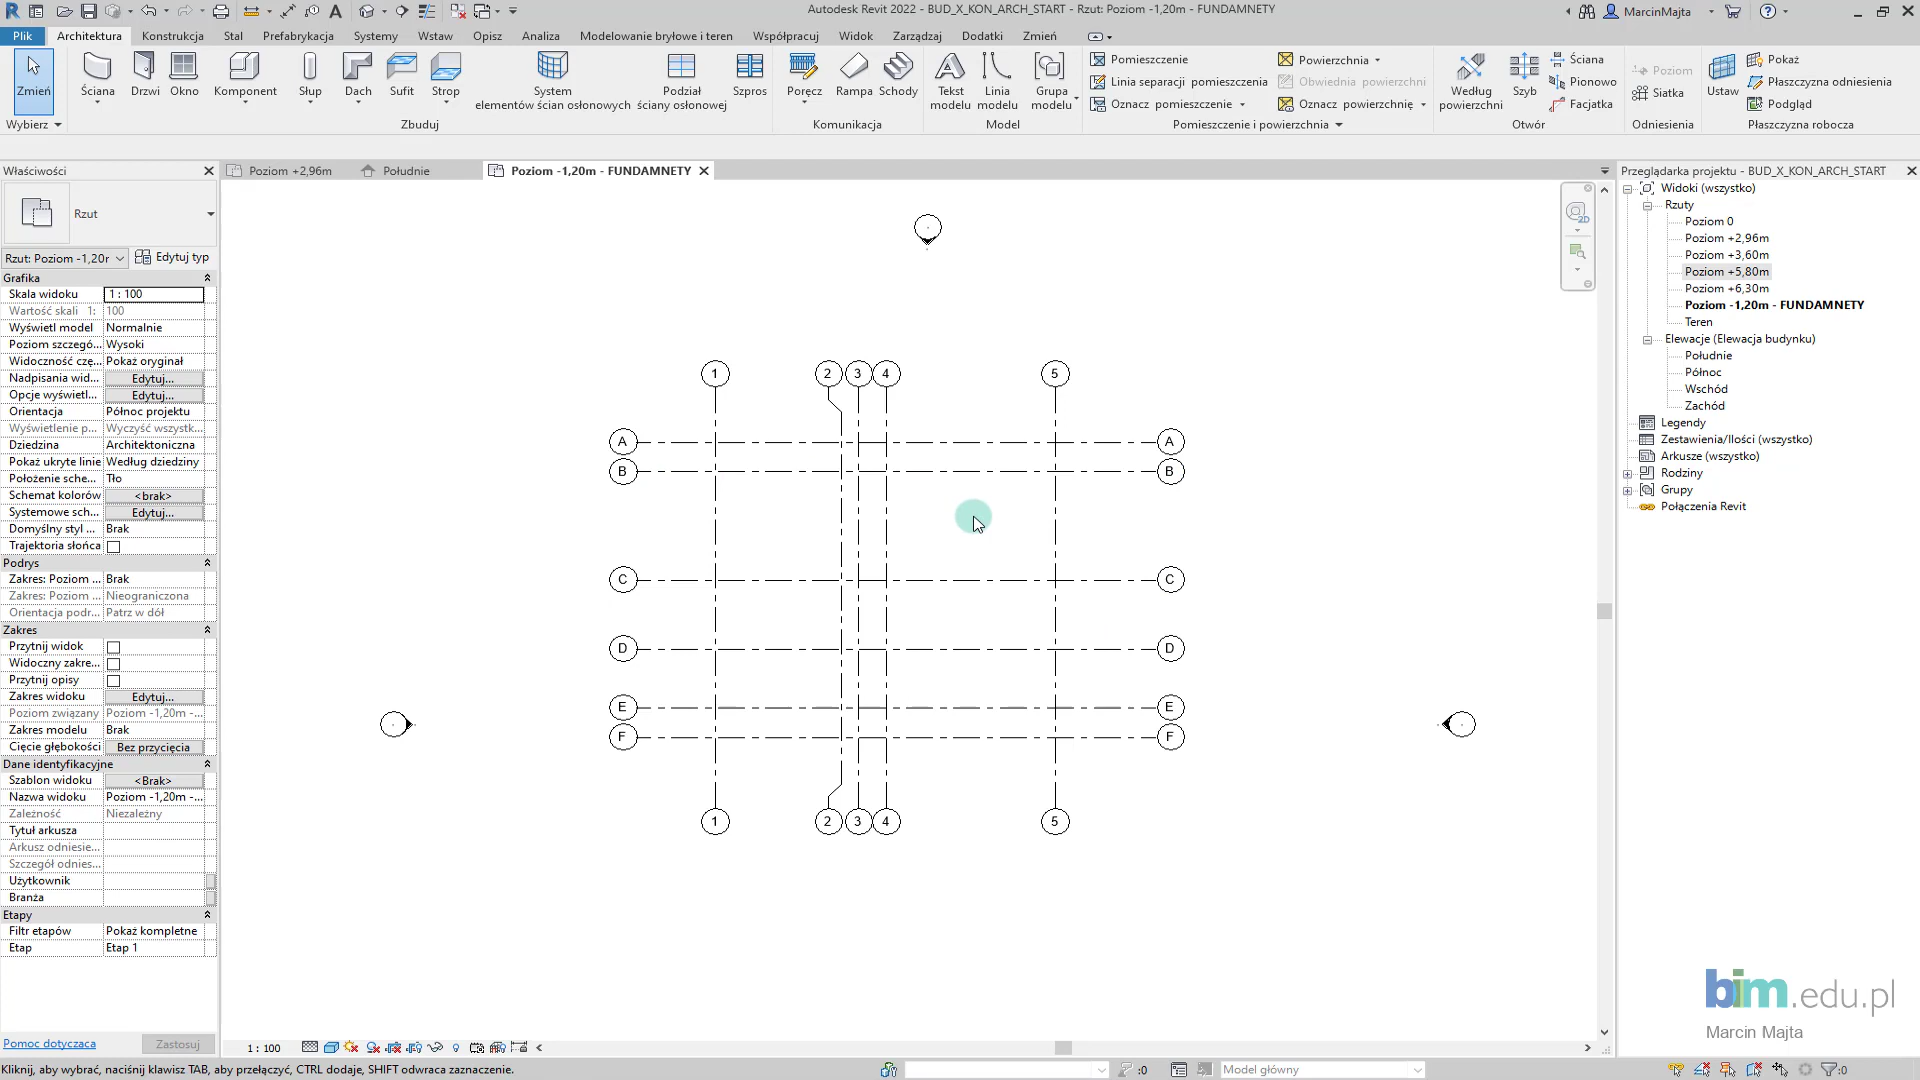 Autodesk Revit 2022 - BUD_X_KON_ARCH_START - Rzut: Poziom -1,20m - FUNDAMNETY
MarcinMajta
Plik Architektura Konstrukcja Stal Prefabrykacja Systemy Wstaw Opisz Analiza Modelowanie bryłowe i teren Współpracuj Widok Zarządzaj Dodatki Zmień
Zmień
Ściana
Drzwi
Okno
Komponent
Słup
Dach
Sufit
Strop
System
elementów ścian osłonowych
Podział
ściany osłonowej
Szpros
Poręcz
Rampa
Schody
Tekst
modelu
Linia
modelu
Grupa
modelu
Pomieszczenie
Linia separacji pomieszczenia
Oznacz pomieszczenie
Powierzchnia
Obwiednia powierzchni
Oznacz powierzchnię
Według
powierzchni
Szyb
Ściana
Pionowo
Facjatka
Poziom
Siatka
Ustaw
Pokaż
Płaszczyzna odniesienia
Podgląd
Wybierz
Zbuduj
Komunikacja
Model
Pomieszczenie i powierzchnia
Otwór
Odniesienia
Płaszczyzna robocza
Właściwości
Rzut
Rzut: Poziom -1,20r
Edytuj typ
Grafika
Skala widoku 1 : 100
Wartość skali 1: 100
Wyświetl model Normalnie
Poziom szczegó... Wysoki
Widoczność czę... Pokaż oryginał
Nadpisania wid... Edytuj...
Opcje wyświetl... Edytuj...
Orientacja Północ projektu
Wyświetlenie p... Wyczyść wszystk...
Dziedzina Architektoniczna
Pokaż ukryte linie Według dziedziny
Położenie sche... Tło
Schemat kolorów <brak>
Systemowe sch... Edytuj...
Domyślny styl ... Brak
Trajektoria słońca
Podrys
Zakres: Poziom ... Brak
Zakres: Poziom ... Nieograniczona
Orientacja podr... Patrz w dół
Zakres
Przytnij widok
Widoczny zakre...
Przytnij opisy
Zakres widoku Edytuj...
Poziom związany Poziom -1,20m -...
Zakres modelu Brak
Cięcie głębokości Bez przycięcia
Dane identyfikacyjne
Szablon widoku <Brak>
Nazwa widoku Poziom -1,20m -...
Zależność Niezależny
Tytuł arkusza
Arkusz odniesie...
Szczegół odnies...
Użytkownik
Branża
Etapy
Filtr etapów Pokaż kompletne
Etap Etap 1
Pomoc dotycząca
Zastosuj
Poziom +2,96m
Południe
Poziom -1,20m - FUNDAMNETY
2D
1 2 3 4 5
A A
B B
C C
D D
E E
F F
1 2 3 4 5
1 : 100
Przeglądarka projektu - BUD_X_KON_ARCH_START
Widoki (wszystko)
Rzuty
Poziom 0
Poziom +2,96m
Poziom +3,60m
Poziom +5,80m
Poziom +6,30m
Poziom -1,20m - FUNDAMNETY
Teren
Elewacje (Elewacja budynku)
Południe
Północ
Wschód
Zachód
Legendy
Zestawienia/Ilości (wszystko)
Arkusze (wszystko)
Rodziny
Grupy
Połączenia Revit
bim.edu.pl
Marcin Majta
Kliknij, aby wybrać, naciśnij klawisz TAB, aby przełączyć, CTRL dodaje, SHIFT odwraca zaznaczenie.
:0
Model główny
:0